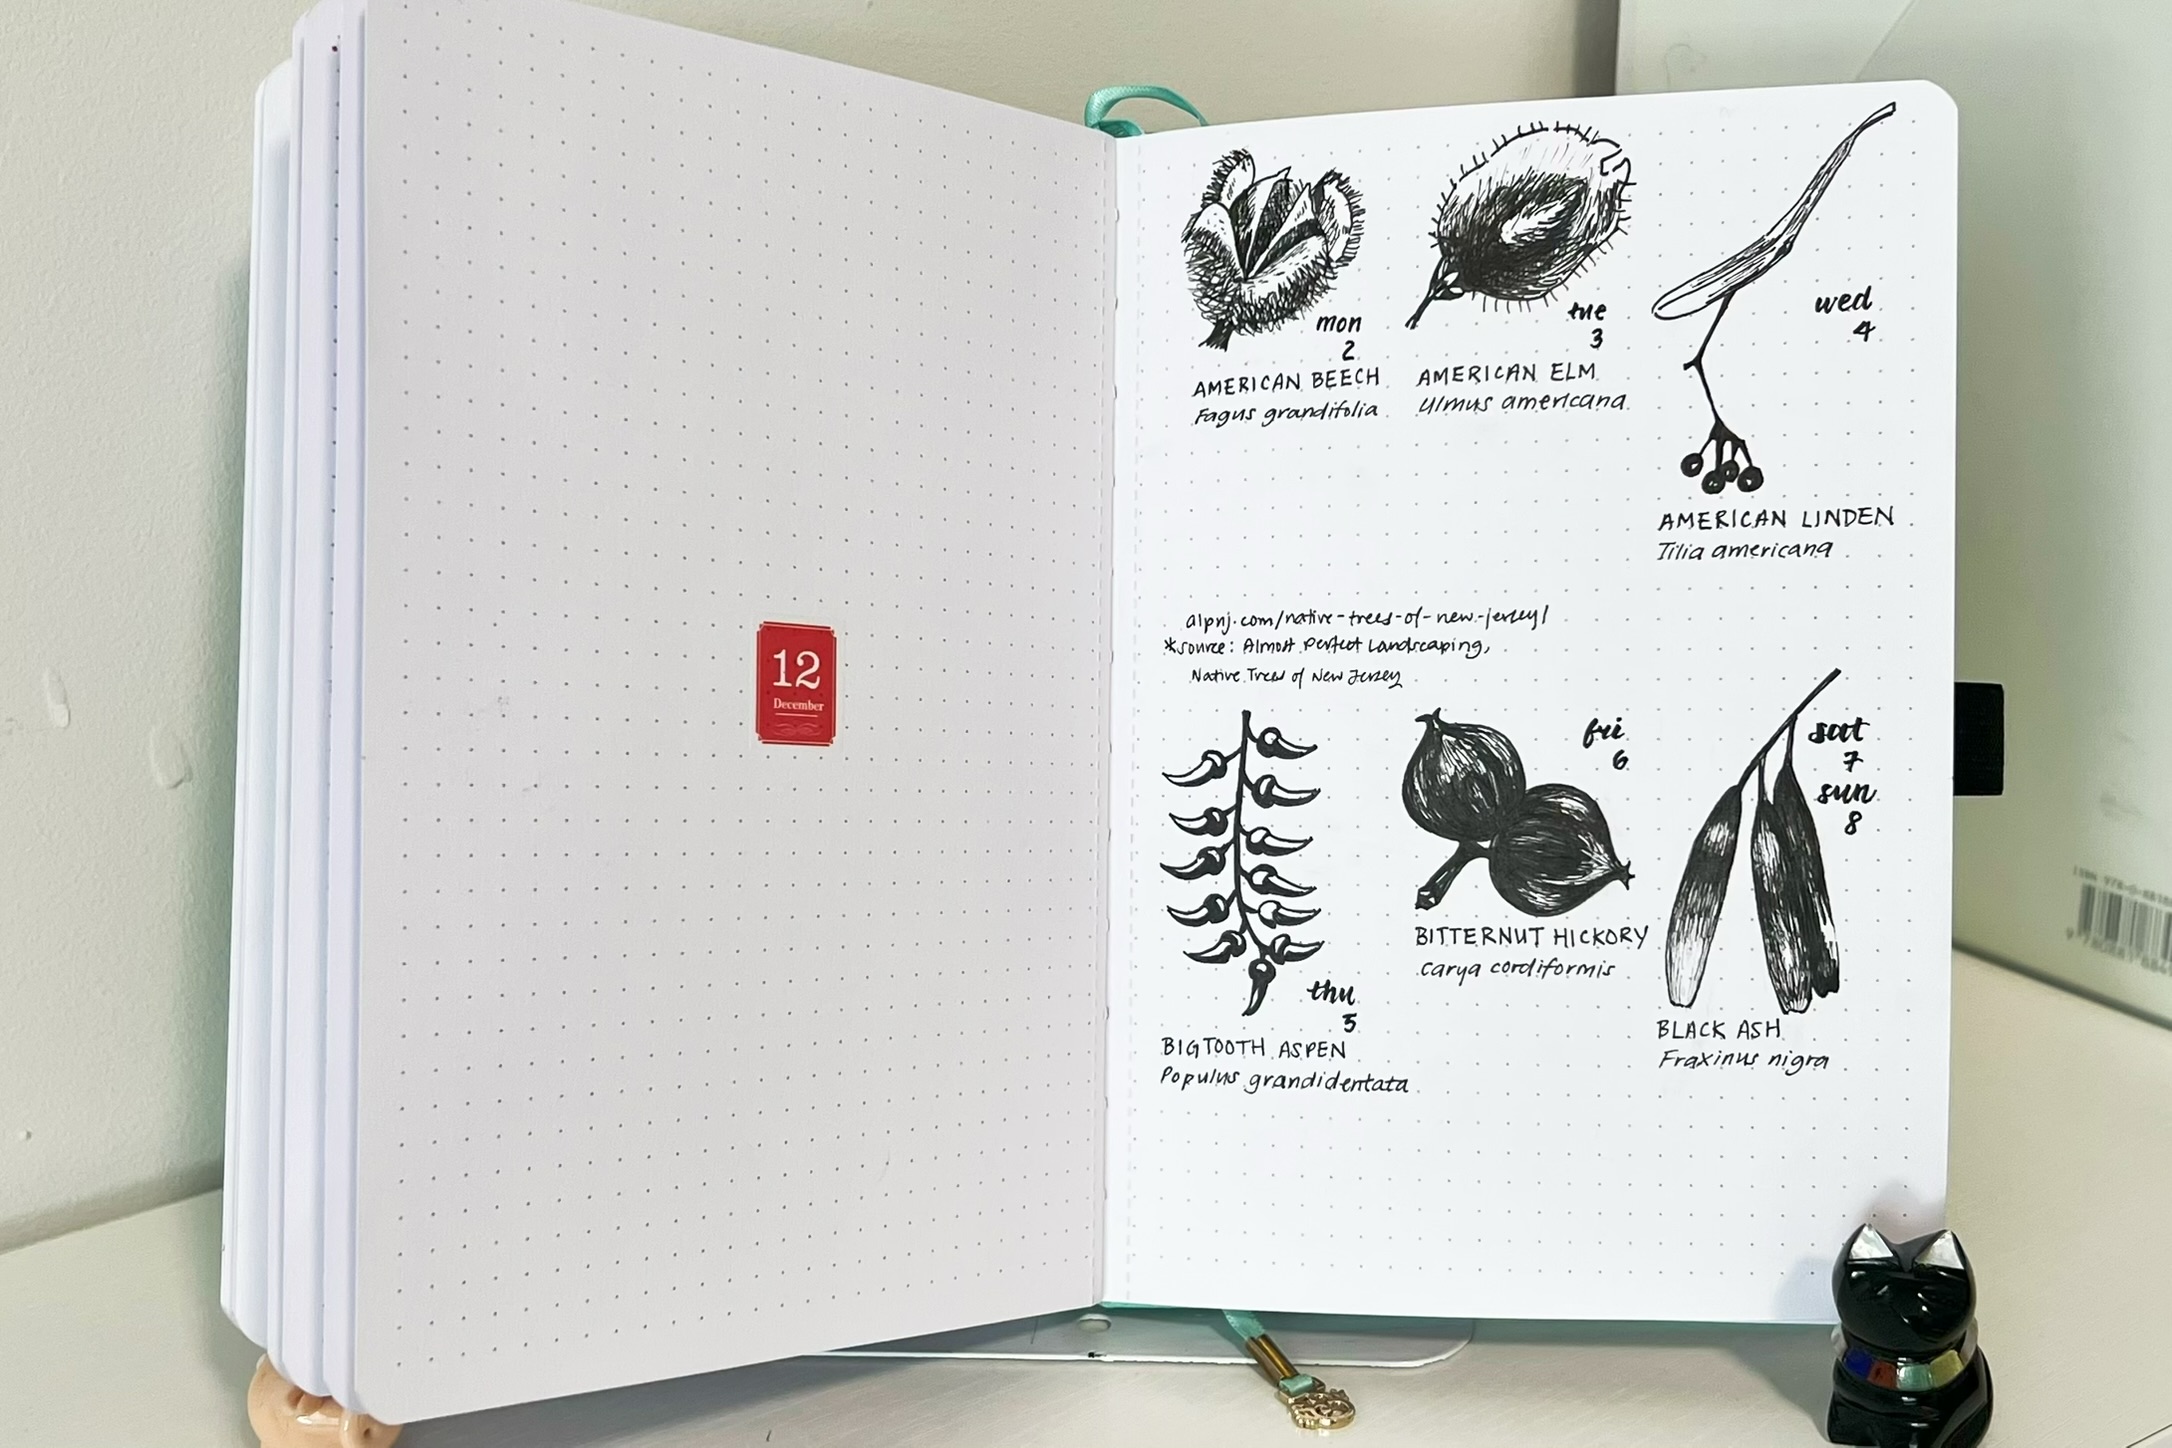 12
December
mon
2
AMERICAN BEECH
Fagus grandifolia
tue
3
AMERICAN ELM
Ulmus americana
wed
4
AMERICAN LINDEN
Tilia americana
alpnj.com/native-trees-of-new-jersey/
*source: Almost Perfect Landscaping,
Native Trees of New Jersey
thu
5
BIGTOOTH ASPEN
Populus grandidentata
fri
6
BITTERNUT HICKORY
Carya cordiformis
sat
7
sun
8
BLACK ASH
Fraxinus nigra